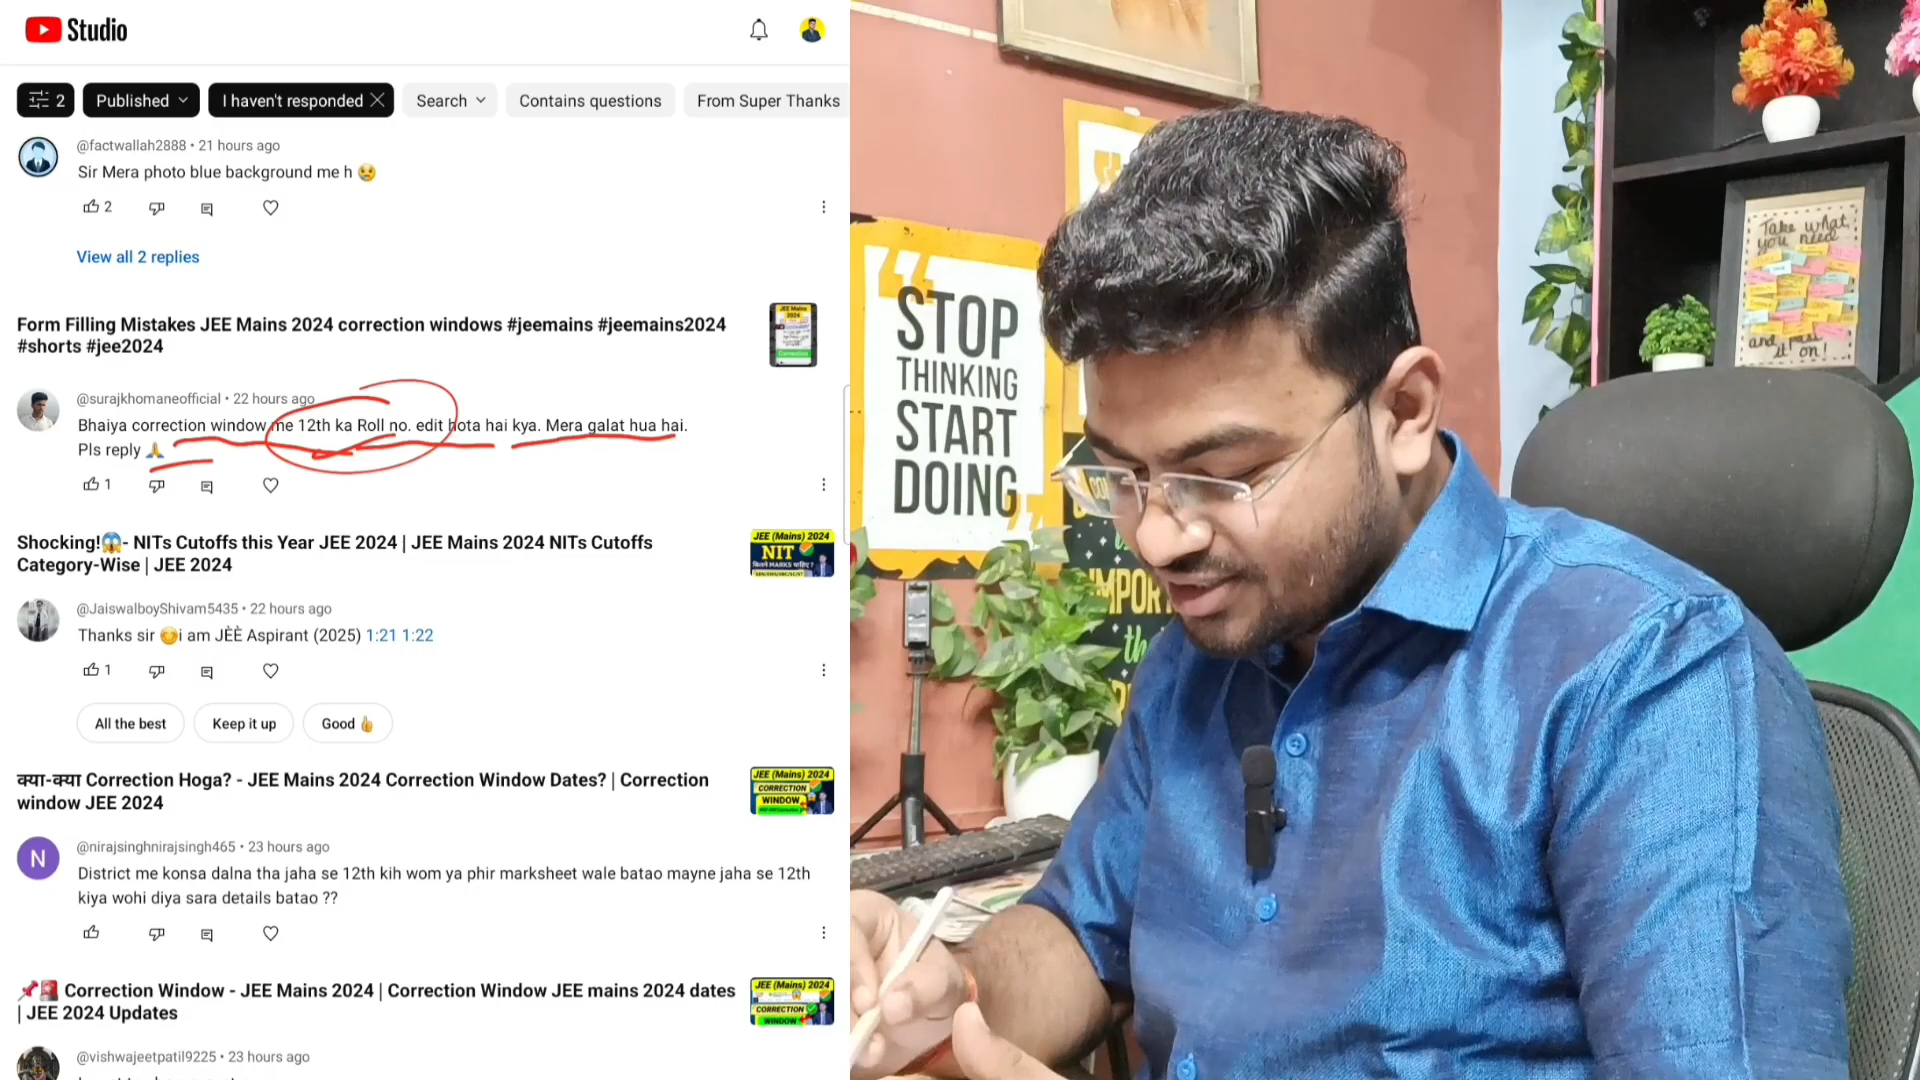 Studio
2
Published
I haven't responded
Search
Contains questions
From Super Thanks
@factwallah2888 • 21 hours ago
Sir Mera photo blue background me h 😢
2
View all 2 replies
Form Filling Mistakes JEE Mains 2024 correction windows #jeemains #jeemains2024
#shorts #jee2024
JEE Mains
2024
@surajkhomaneofficial • 22 hours ago
Bhaiya correction window me 12th ka Roll no. edit hota hai kya. Mera galat hua hai.
Pls reply 🙏
1
Shocking!😱- NITs Cutoffs this Year JEE 2024 | JEE Mains 2024 NITs Cutoffs
Category-Wise | JEE 2024
JEE (Mains) 2024
NIT
@JaiswalboyShivam5435 • 22 hours ago
Thanks sir 😊i am JÈÈ Aspirant (2025) 1:21 1:22
1
All the best
Keep it up
Good 👍
क्या-क्या Correction Hoga? - JEE Mains 2024 Correction Window Dates? | Correction
window JEE 2024
JEE (Mains) 2024
CORRECTION
WINDOW
N
@nirajsinghnirajsingh465 • 23 hours ago
District me konsa dalna tha jaha se 12th kih wom ya phir marksheet wale batao mayne jaha se 12th
kiya wohi diya sara details batao ??
📌🚨 Correction Window - JEE Mains 2024 | Correction Window JEE mains 2024 dates
| JEE 2024 Updates
JEE (Mains) 2024
CORRECTION
WINDOW
@vishwajeetpatil9225 • 23 hours ago
STOP
THINKING
START
DOING
Take what
you need
and pass
it on!